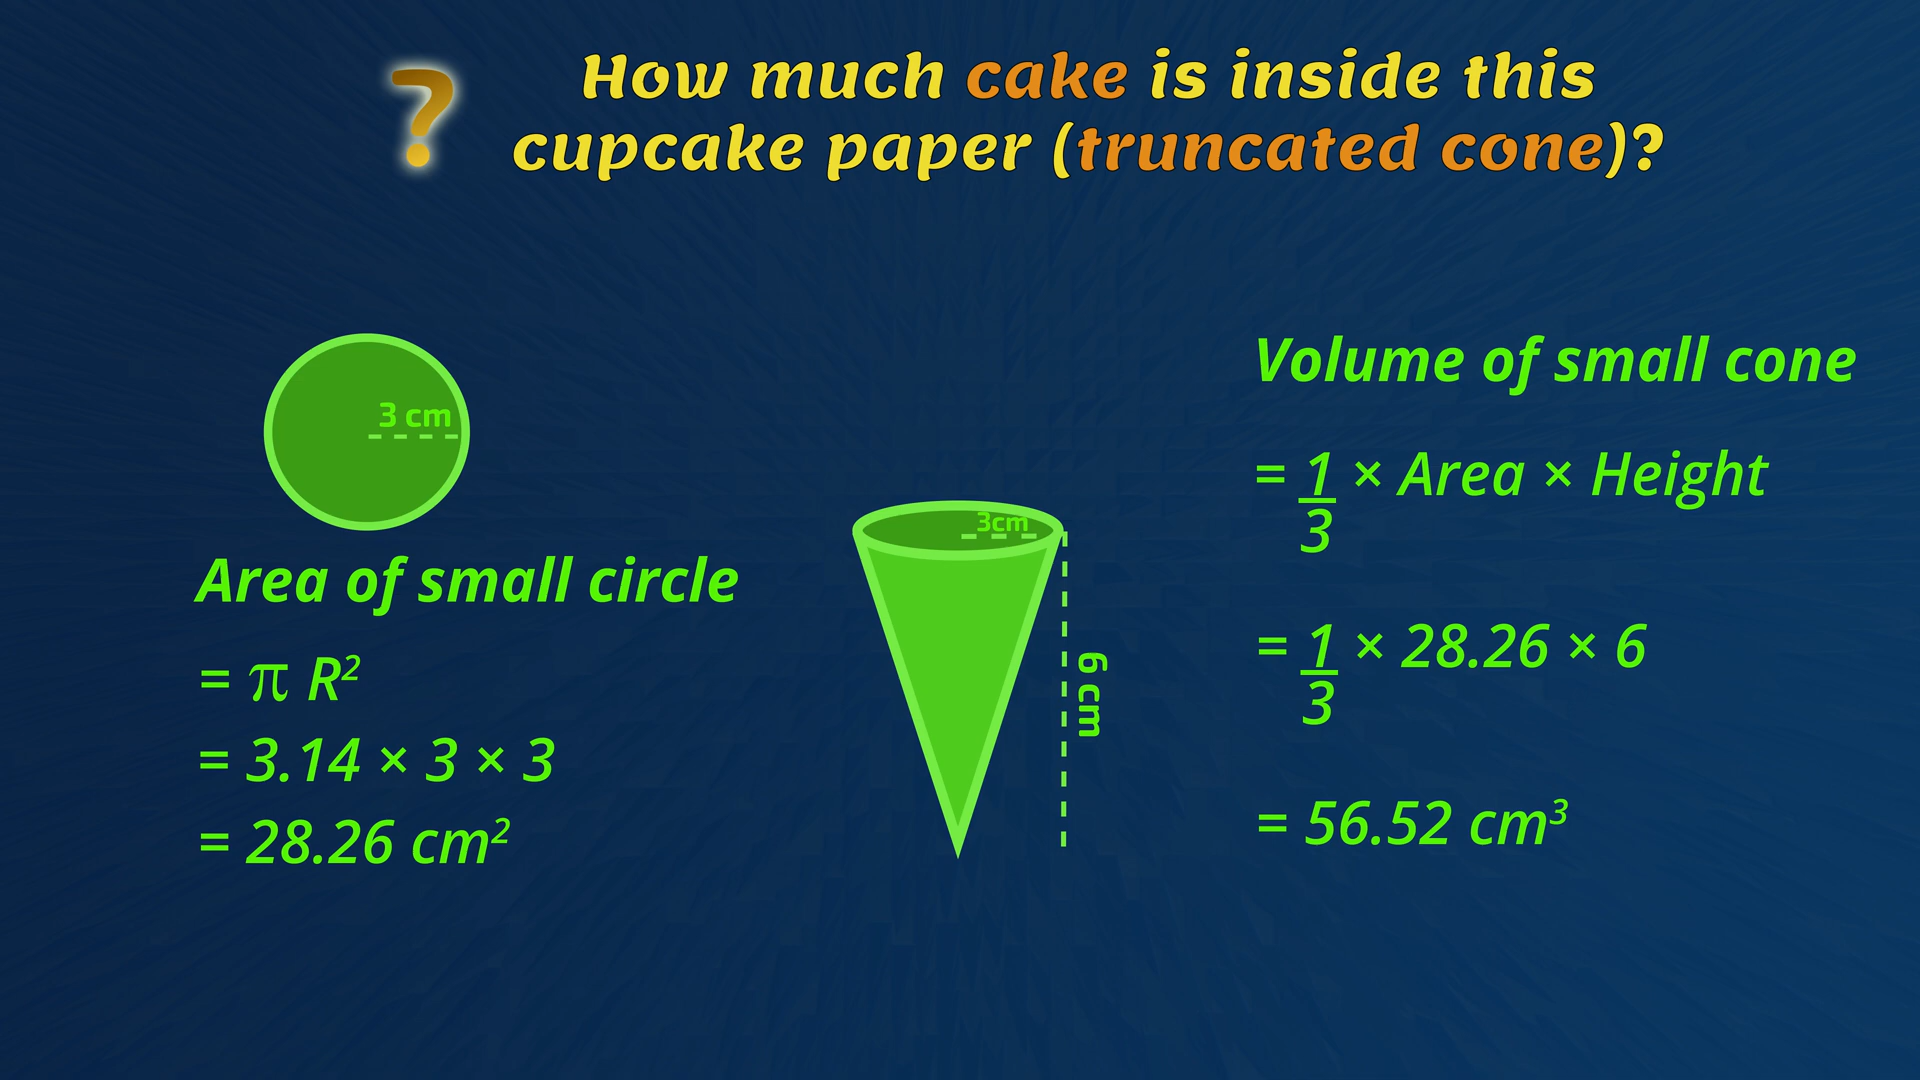 ?
How much cake is inside this
cupcake paper (truncated cone)?
3 cm
Area of small circle
= π R²
= 3.14 × 3 × 3
= 28.26 cm²
3cm
6 cm
Volume of small cone
= 1/3 × Area × Height
= 1/3 × 28.26 × 6
= 56.52 cm³